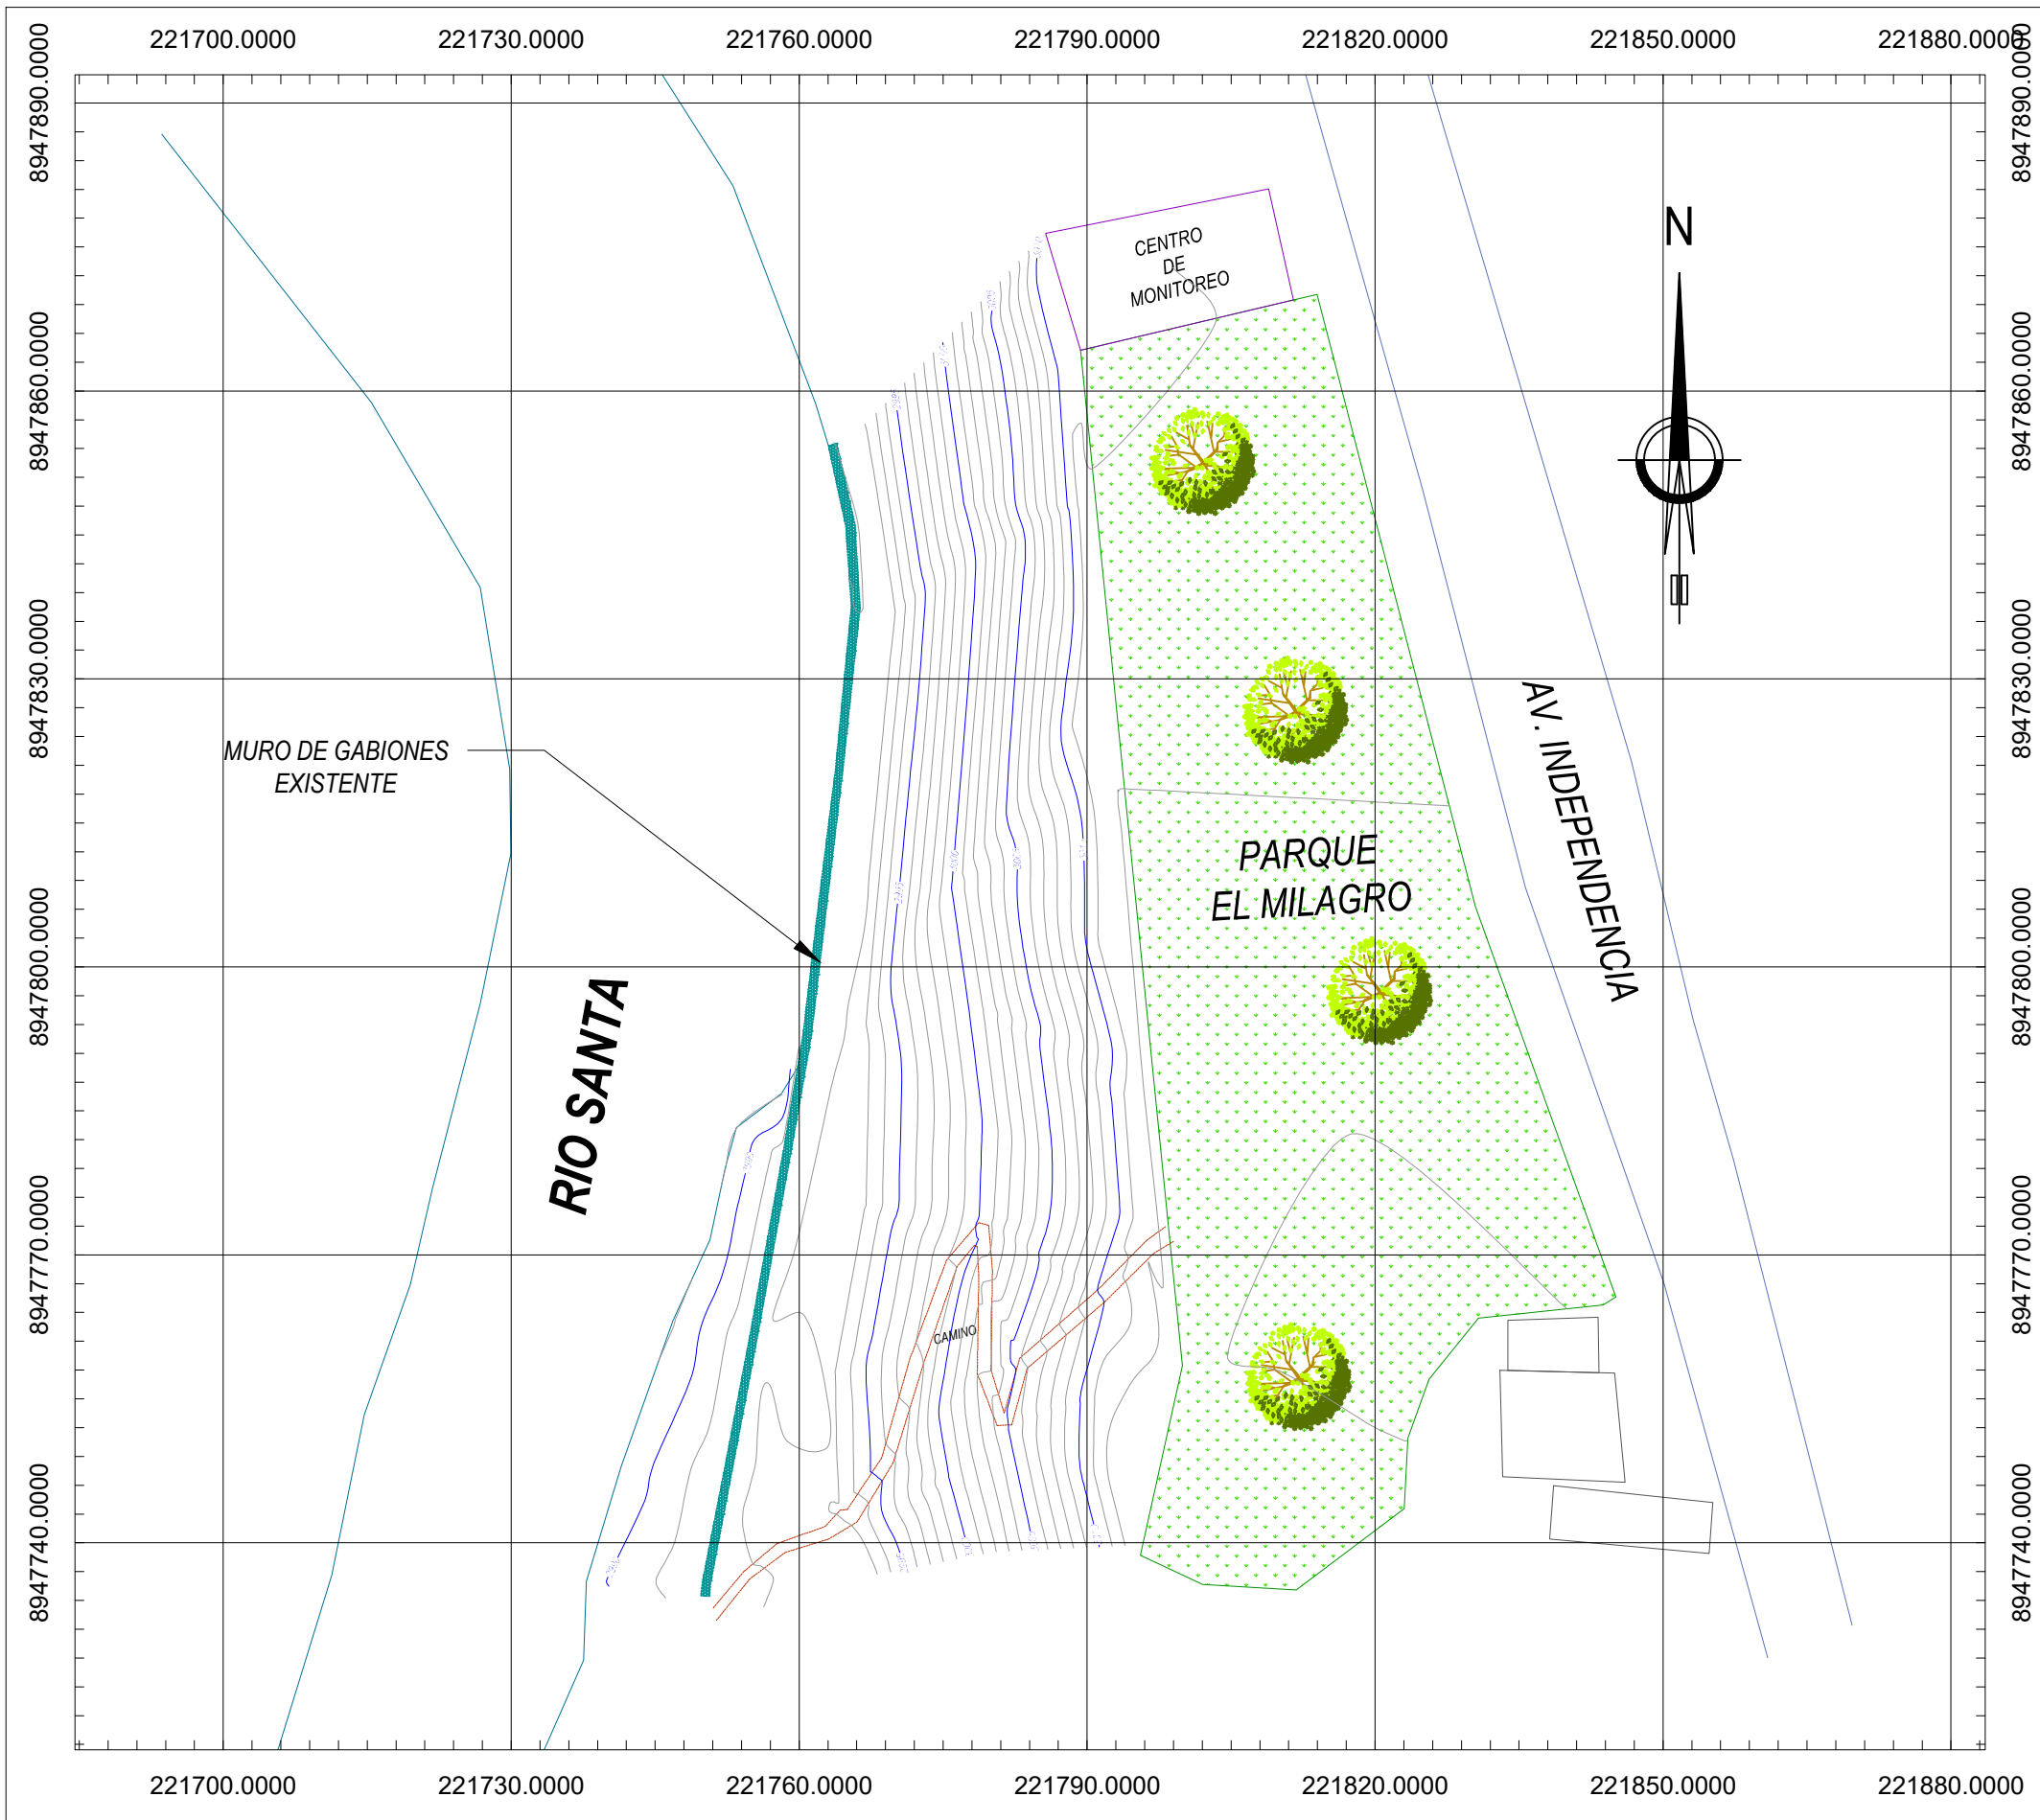 221700.0000 221730.0000 221760.0000 221790.0000 221820.0000 221850.0000 221880.0000
8947890.0000
8947890.0000
N
CENTRO
DE
MONITOREO
8947860.0000
8947860.0000
8947830.0000
8947830.0000
MURO DE GABIONES
EXISTENTE
AV. INDEPENDENCIA
PARQUE
EL MILAGRO
8947800.0000
8947800.0000
RIO SANTA
8947770.0000
8947770.0000
CAMINO
8947740.0000
8947740.0000
221700.0000 221730.0000 221760.0000 221790.0000 221820.0000 221850.0000 221880.0000